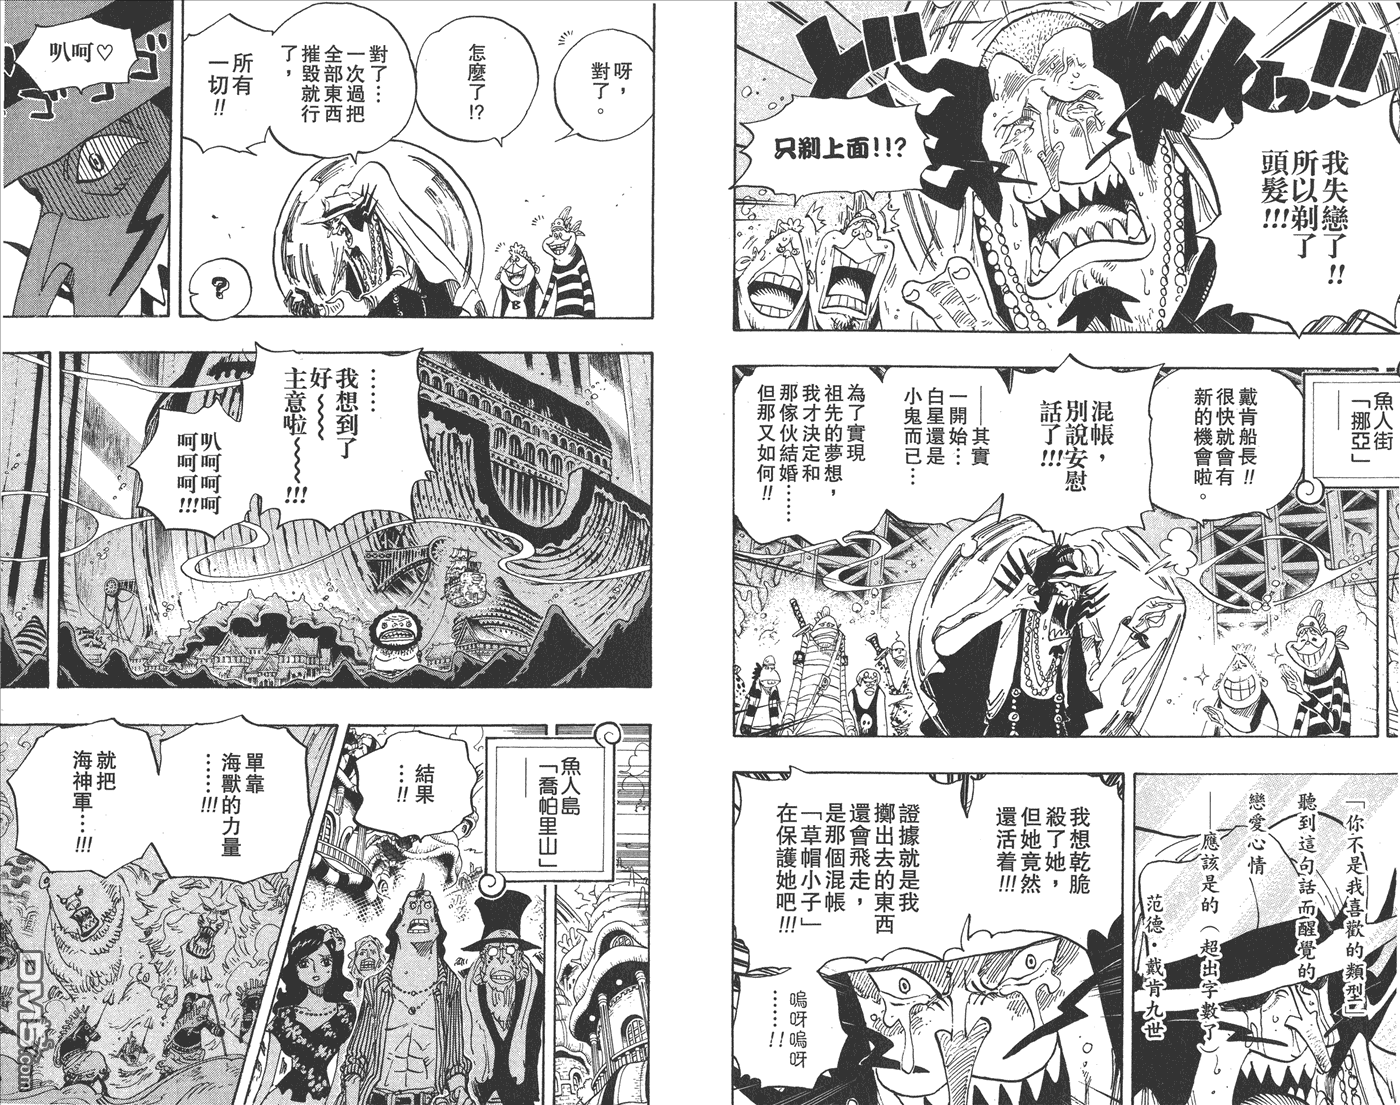 我失戀了!!
所以剃了
頭髮!!!
只剃上面!!?
魚人街
「挪亞」
——
戴肯船長!!
很快就會有
新的機會啦。
混帳，
別說安慰
話了!!!
——其實
一開始…
白星還是
小鬼而已…
為了實現
祖先的夢想，
我才決定和
那傢伙結婚……
但那又如何!!
「你不是我喜歡的類型」
聽到這句話而醒覺的
戀愛心情
——應該是的（超出字數了
范德・戴肯九世
我想乾脆
殺了她，
但她竟然
還活着!!!
證據就是我
擲出去的東西
還會飛走，
是那個混帳
「草帽小子」
在保護她吧!!!
嗚呀嗚呀
……!!
呀，
對了。
怎麼了!?
對了…
一次過把
全部東西
摧毀就行
了，
所有
一切!!
?
叭呵♡
……
我想到了
好～～～
主意啦～～～!!!
叭呵呵呵
呵呵呵!!!
魚人島
「喬帕里山」
——
結果
…!!
單靠
海獸的力量
……!!!
就把
海神軍…!!!
DM5.com